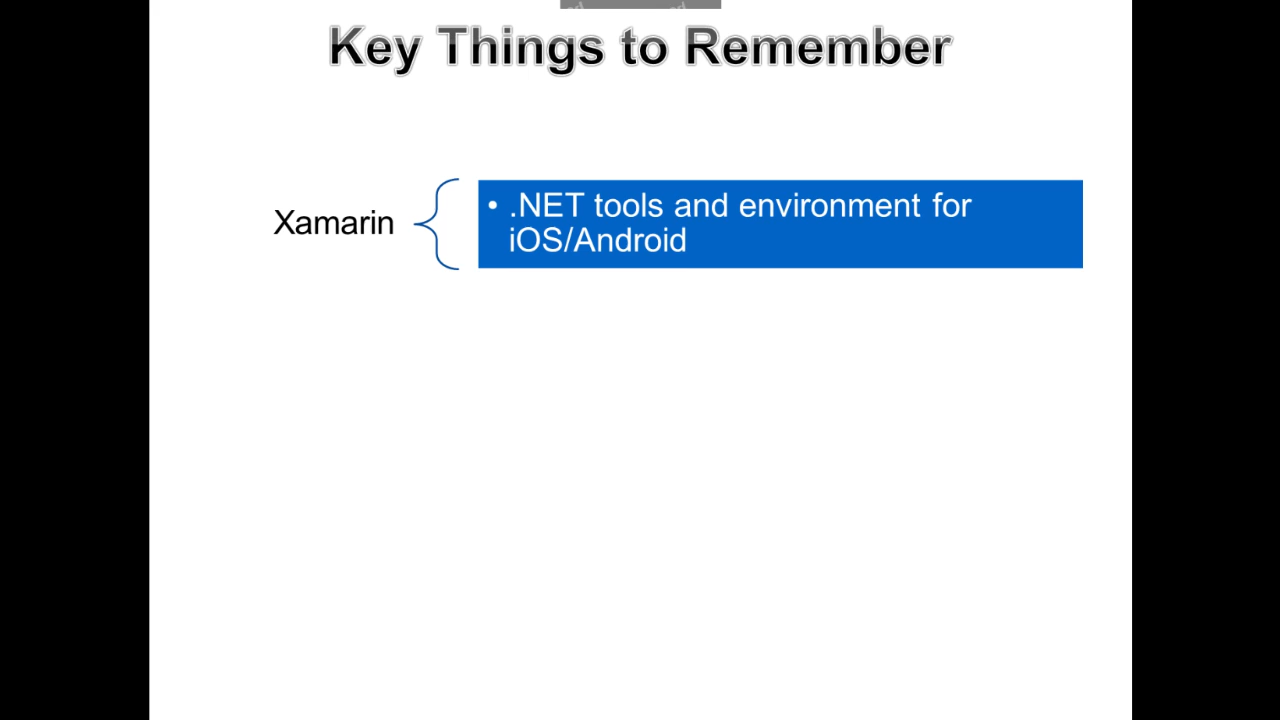 Key Things to Remember
Xamarin
• .NET tools and environment for
iOS/Android